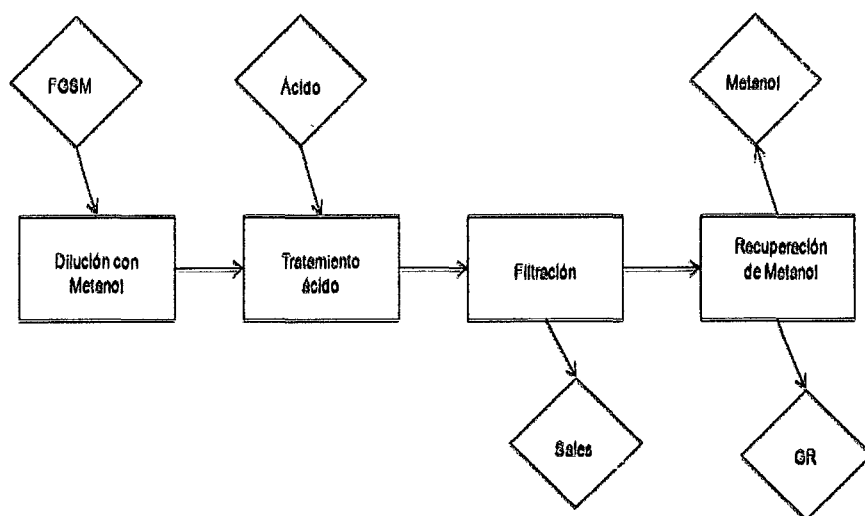 FGSM
Ácido
Metanol
Dilución con
Metanol
Tratamiento
ácido
Filtración
Recuperación
de Metanol
Sales
GR